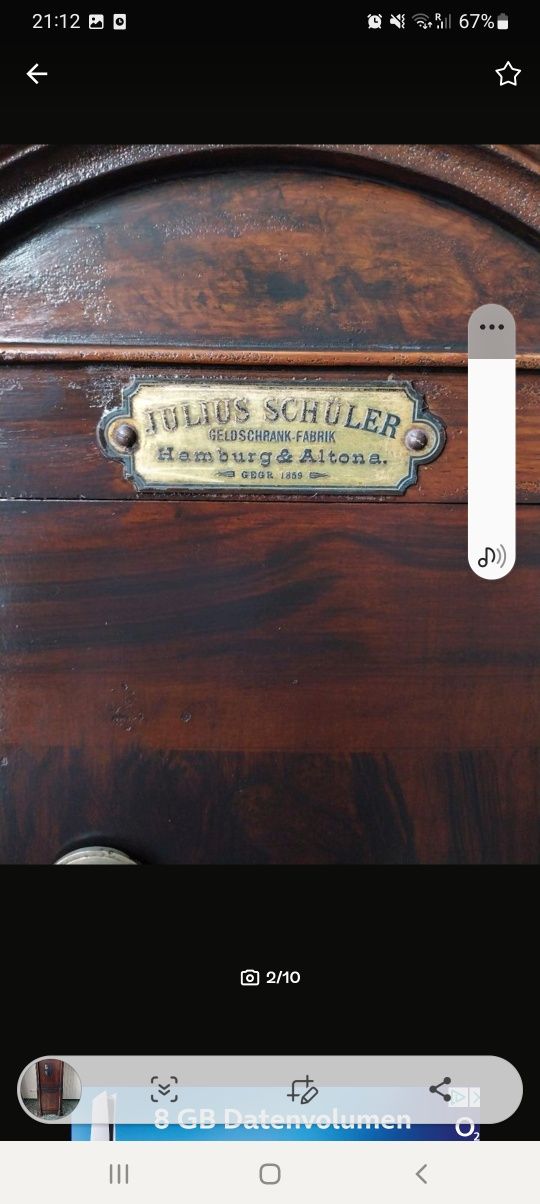 21:12
R
67%
JULIUS SCHÜLER
GELDSCHRANK-FABRIK
Hamburg & Altona.
GEGR. 1859
2/10
8 GB Datenvolumen
O2